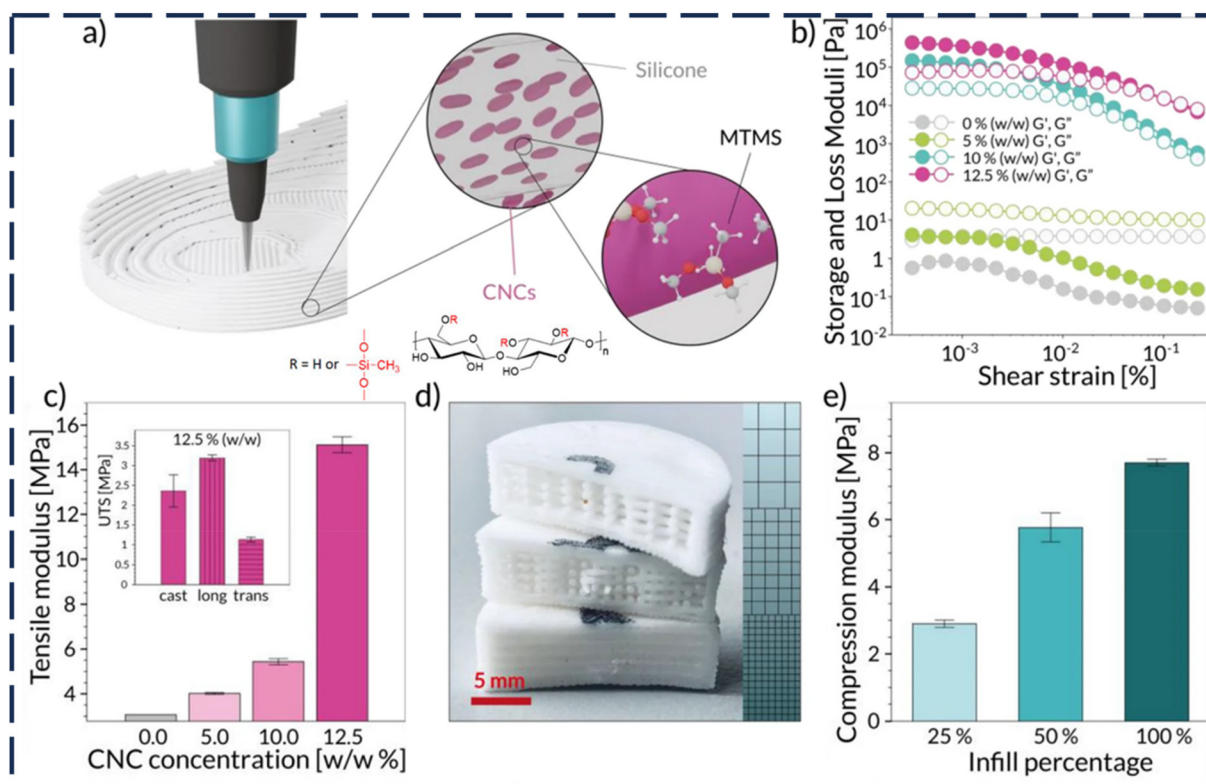 a)
Silicone
MTMS
CNCs
R = H or
O
Si
CH₃
O
OR
O
HO
OH
O
RO
OR
O
HO
n
b)
Storage and Loss Moduli [Pa]
10⁶
10⁵
10⁴
10³
10²
10¹
1
10⁻¹
10⁻²
0 % (w/w) G', G"
5 % (w/w) G', G"
10 % (w/w) G', G"
12.5 % (w/w) G', G"
10⁻³ 10⁻² 10⁻¹
Shear strain [%]
c)
Tensile modulus [MPa]
16
14
12
10
8
6
4
12.5 % (w/w)
UTS [MPa]
3.5
3
2.5
2
1.5
1
0.5
0
cast long trans
0.0 5.0 10.0 12.5
CNC concentration [w/w %]
d)
5 mm
e)
Compression modulus [MPa]
8
6
4
2
0
25 % 50 % 100 %
Infill percentage